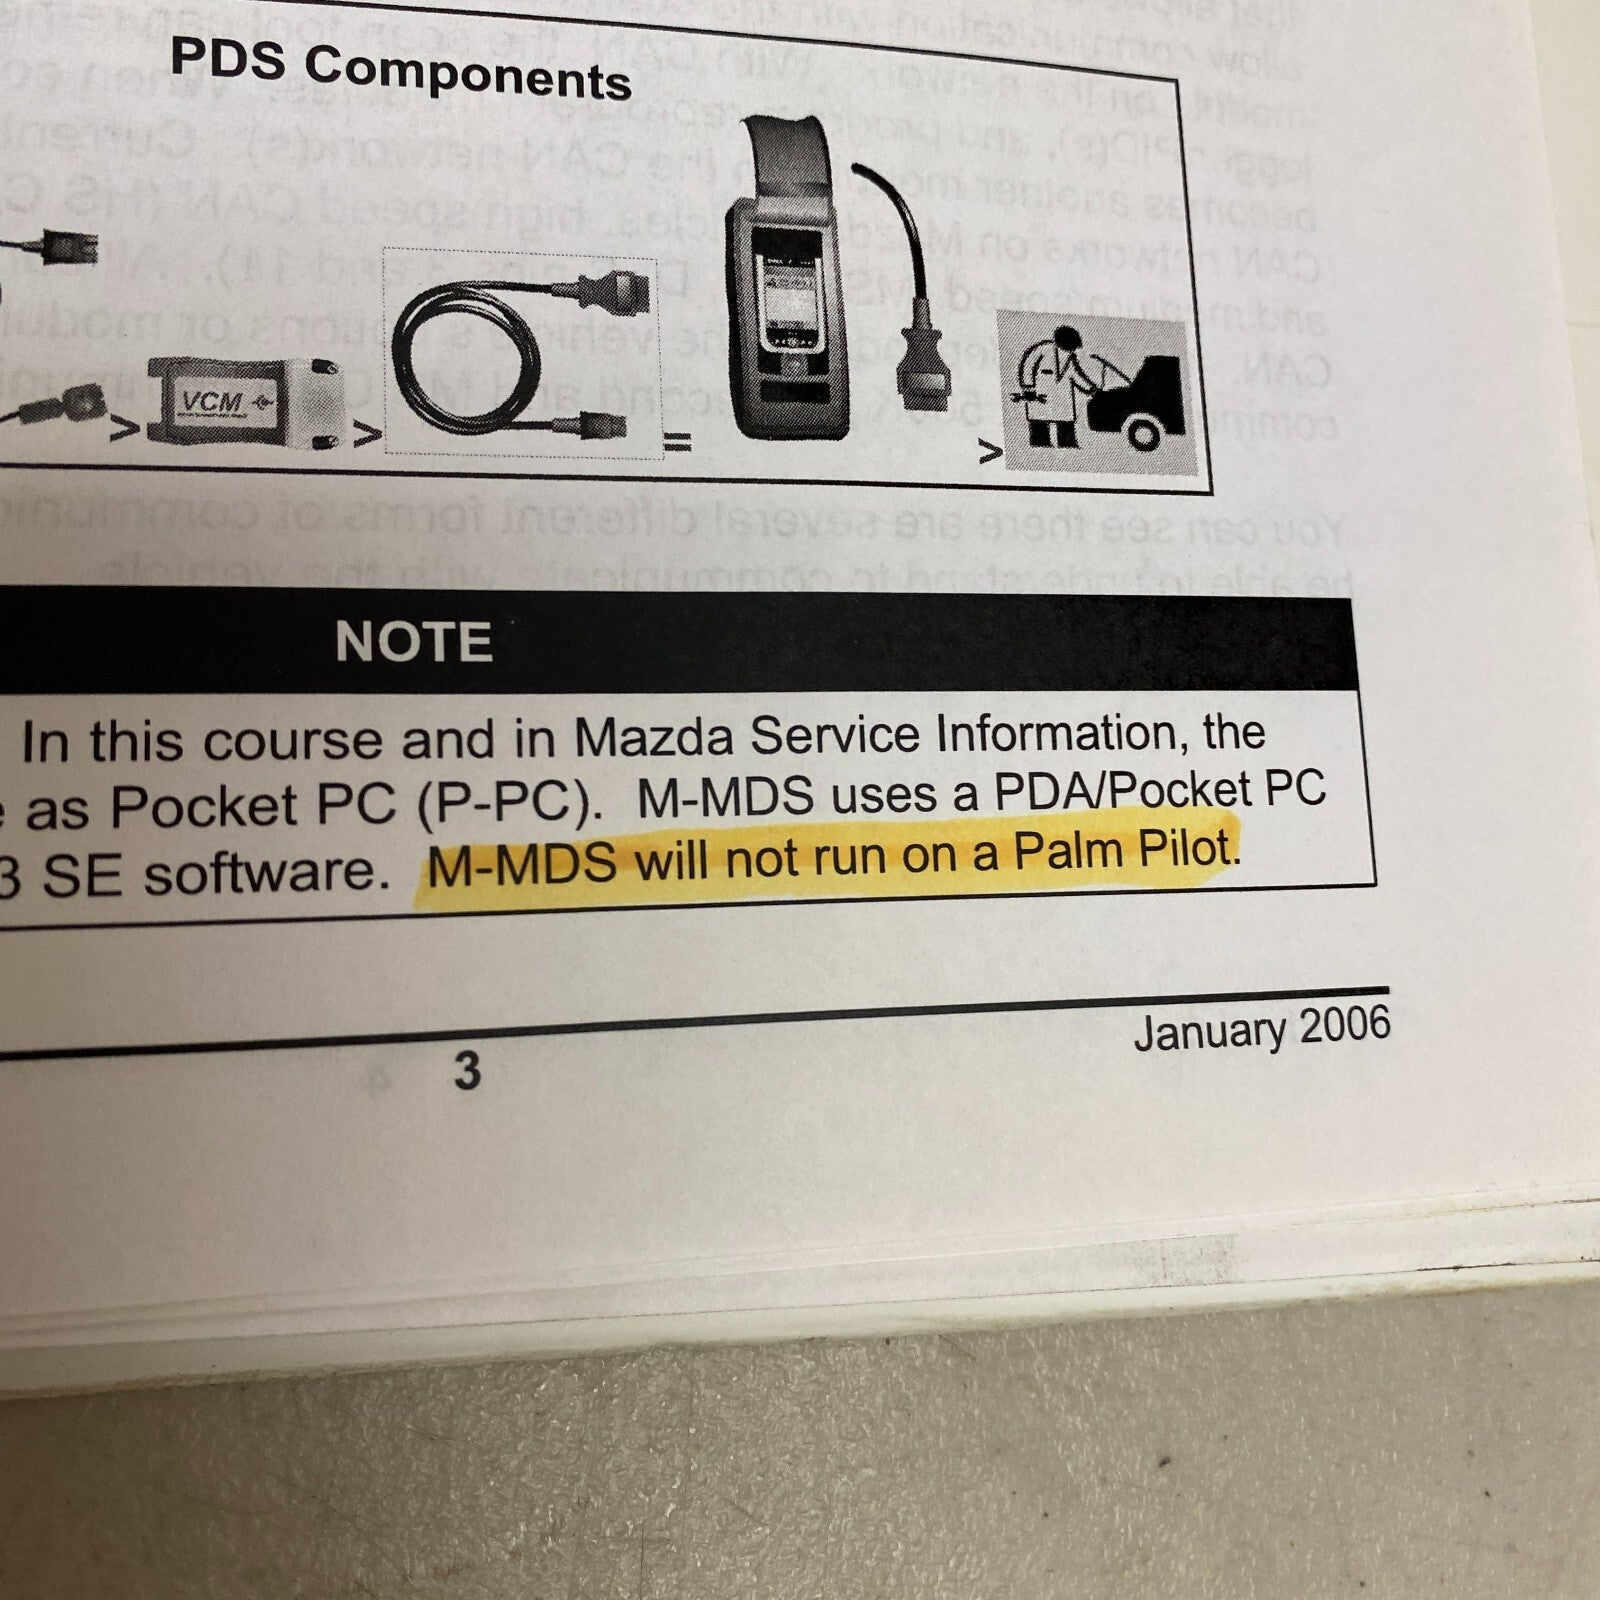 PDS Components
VCM
>
>
=
>
NOTE
In this course and in Mazda Service Information, the
as Pocket PC (P-PC). M-MDS uses a PDA/Pocket PC
3 SE software. M-MDS will not run on a Palm Pilot.
January 2006
3